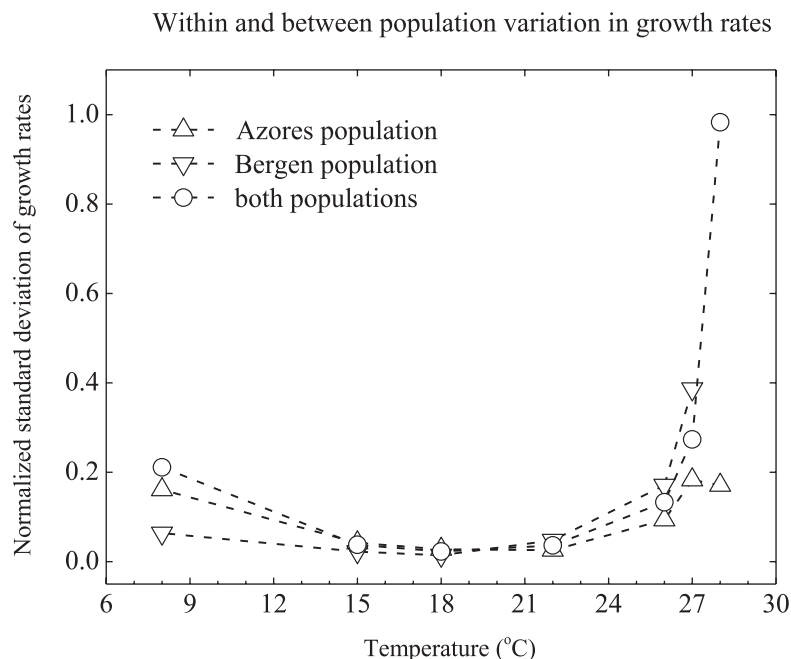 Within and between population variation in growth rates
Normalized standard deviation of growth rates
1.0
0.8
0.6
0.4
0.2
0.0
Azores population
Bergen population
both populations
6 9 12 15 18 21 24 27 30
Temperature (°C)